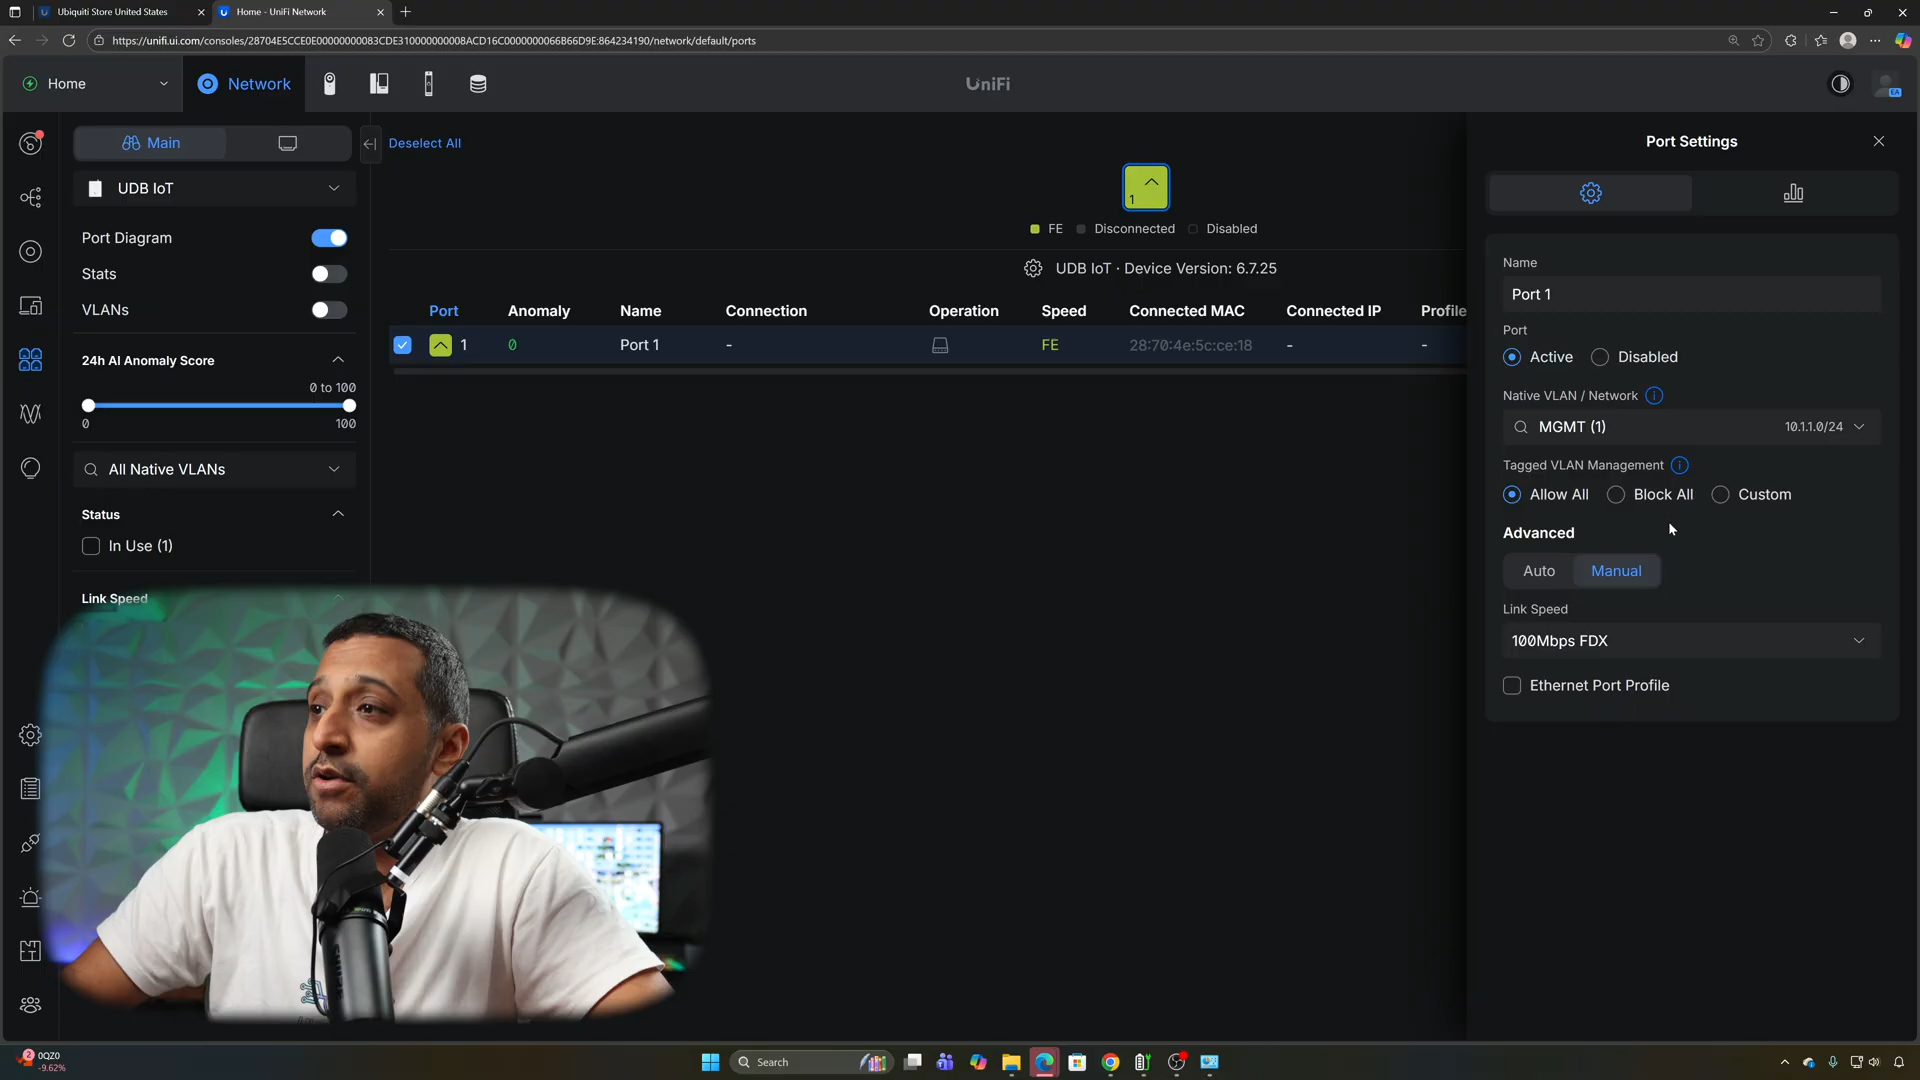 Ubiquiti Store United States
Home - UniFi Network
https://unifi.ui.com/consoles/28704E5CCE0E00000000083CDE310000000008ACD16C0000000066B66D9E:864234190/network/default/ports
Home
Network
UniFi
EA
Main
Deselect All
Port Settings
UDB IoT
1
Port Diagram
FE
Disconnected
Disabled
Stats
UDB IoT · Device Version: 6.7.25
Name
Port 1
VLANs
Port Anomaly Name Connection Operation Speed Connected MAC Connected IP Profile
1 0 Port 1 - FE 28:70:4e:5c:ce:18 - -
Port
Active
Disabled
24h AI Anomaly Score
0 to 100
0
100
Native VLAN / Network
MGMT (1)
10.1.1.0/24
All Native VLANs
Tagged VLAN Management
Allow All
Block All
Custom
Status
In Use (1)
Advanced
Auto
Manual
Link Speed
Link Speed
100Mbps FDX
Ethernet Port Profile
2
0QZ0
-9.62%
Search